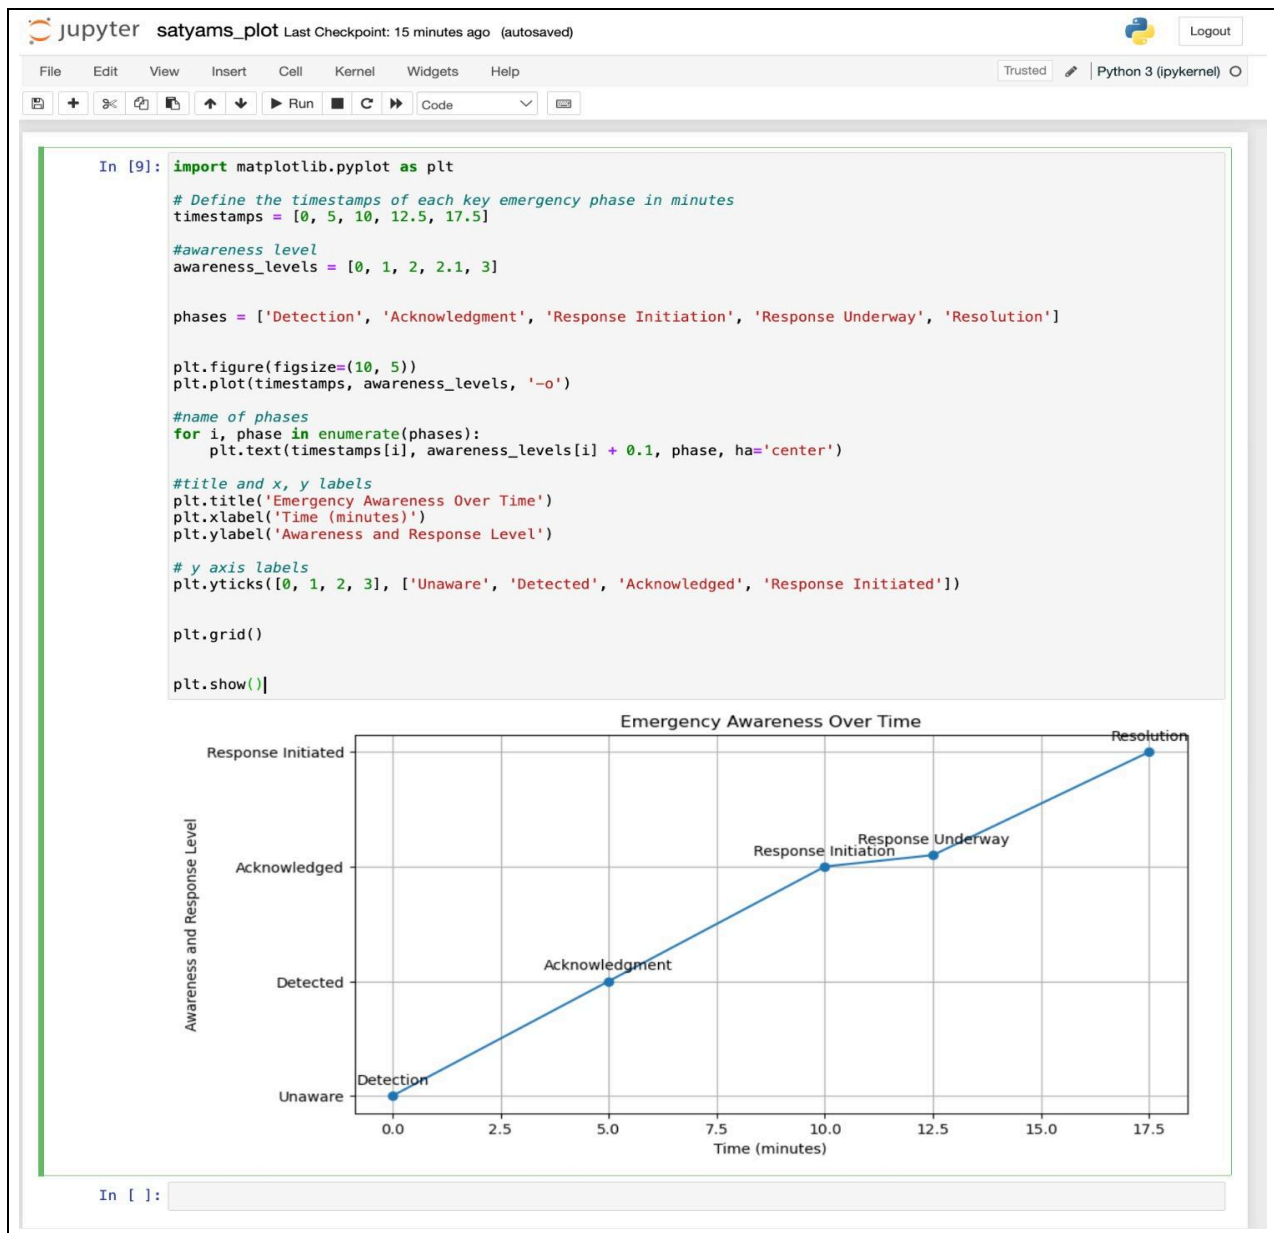 jupyter satyams_plot Last Checkpoint: 15 minutes ago (autosaved)
Logout
File Edit View Insert Cell Kernel Widgets Help
Trusted
Python 3 (ipykernel)
Run
Code
In [9]:
import matplotlib.pyplot as plt
# Define the timestamps of each key emergency phase in minutes
timestamps = [0, 5, 10, 12.5, 17.5]
#awareness level
awareness_levels = [0, 1, 2, 2.1, 3]
phases = ['Detection', 'Acknowledgment', 'Response Initiation', 'Response Underway', 'Resolution']
plt.figure(figsize=(10, 5))
plt.plot(timestamps, awareness_levels, '-o')
#name of phases
for i, phase in enumerate(phases):
    plt.text(timestamps[i], awareness_levels[i] + 0.1, phase, ha='center')
#title and x, y labels
plt.title('Emergency Awareness Over Time')
plt.xlabel('Time (minutes)')
plt.ylabel('Awareness and Response Level')
# y axis labels
plt.yticks([0, 1, 2, 3], ['Unaware', 'Detected', 'Acknowledged', 'Response Initiated'])
plt.grid()
plt.show()
Emergency Awareness Over Time
Resolution
Response Initiated
Response Underway
Response Initiation
Acknowledged
Acknowledgment
Detected
Detection
Unaware
Awareness and Response Level
0.0 2.5 5.0 7.5 10.0 12.5 15.0 17.5
Time (minutes)
In [ ]: